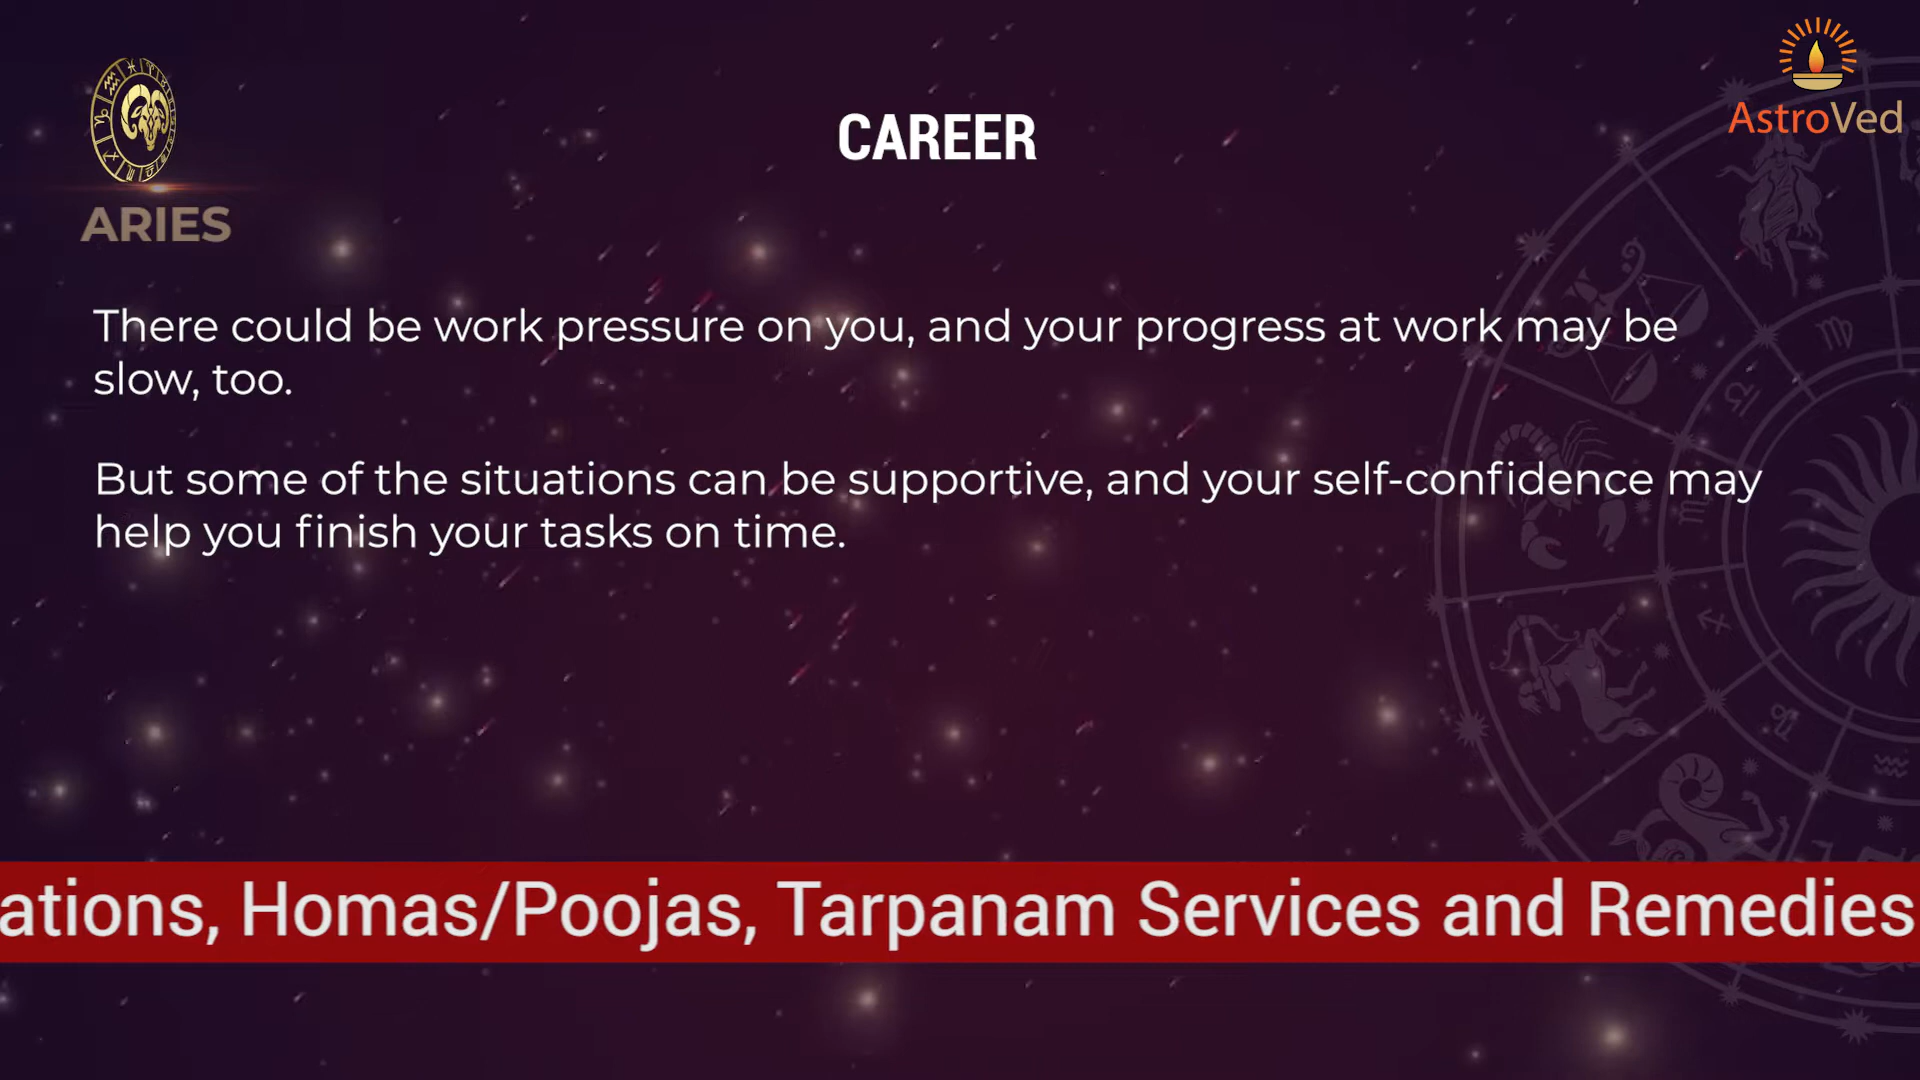 AstroVed
CAREER
ARIES
There could be work pressure on you, and your progress at work may be
slow, too.
But some of the situations can be supportive, and your self-confidence may
help you finish your tasks on time.
ations, Homas/Poojas, Tarpanam Services and Remedies